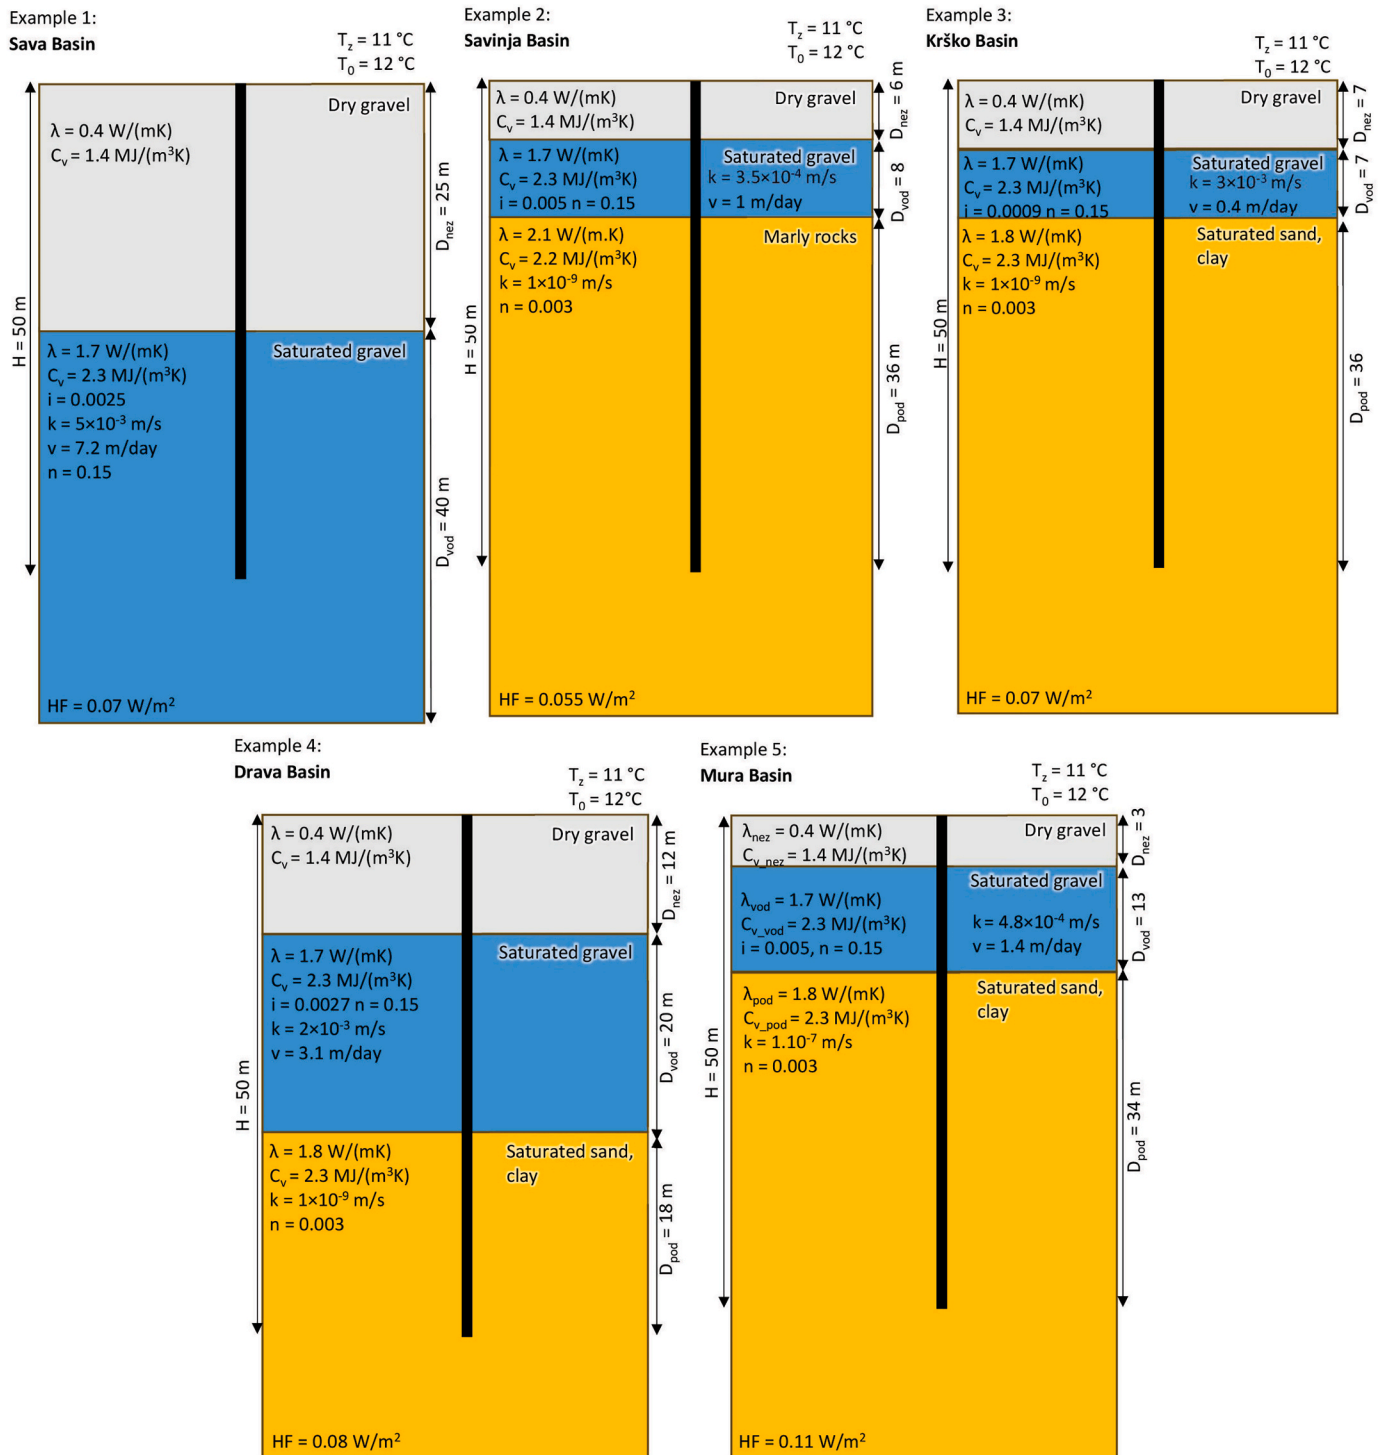 Example 1:
Sava Basin
T_z = 11 °C
T_0 = 12 °C
Dry gravel
λ = 0.4 W/(mK)
C_v = 1.4 MJ/(m³K)
D_nez = 25 m
H = 50 m
Saturated gravel
λ = 1.7 W/(mK)
C_v = 2.3 MJ/(m³K)
i = 0.0025
k = 5×10⁻³ m/s
v = 7.2 m/day
n = 0.15
D_vod = 40 m
HF = 0.07 W/m²
Example 2:
Savinja Basin
T_z = 11 °C
T_0 = 12 °C
λ = 0.4 W/(mK)
C_v = 1.4 MJ/(m³K)
Dry gravel
D_nez = 6 m
λ = 1.7 W/(mK)
C_v = 2.3 MJ/(m³K)
i = 0.005 n = 0.15
Saturated gravel
k = 3.5×10⁻⁴ m/s
v = 1 m/day
D_vod = 8
H = 50 m
λ = 2.1 W/(m.K)
C_v = 2.2 MJ/(m³K)
k = 1×10⁻⁹ m/s
n = 0.003
Marly rocks
D_pod = 36 m
HF = 0.055 W/m²
Example 3:
Krško Basin
T_z = 11 °C
T_0 = 12 °C
λ = 0.4 W/(mK)
C_v = 1.4 MJ/(m³K)
Dry gravel
D_nez = 7
λ = 1.7 W/(mK)
C_v = 2.3 MJ/(m³K)
i = 0.0009 n = 0.15
Saturated gravel
k = 3×10⁻³ m/s
v = 0.4 m/day
D_vod = 7
H = 50 m
λ = 1.8 W/(mK)
C_v = 2.3 MJ/(m³K)
k = 1×10⁻⁹ m/s
n = 0.003
Saturated sand,
clay
D_pod = 36
HF = 0.07 W/m²
Example 4:
Drava Basin
T_z = 11 °C
T_0 = 12°C
λ = 0.4 W/(mK)
C_v = 1.4 MJ/(m³K)
Dry gravel
D_nez = 12 m
Saturated gravel
λ = 1.7 W/(mK)
C_v = 2.3 MJ/(m³K)
i = 0.0027 n = 0.15
k = 2×10⁻³ m/s
v = 3.1 m/day
D_vod = 20 m
H = 50 m
λ = 1.8 W/(mK)
C_v = 2.3 MJ/(m³K)
k = 1×10⁻⁹ m/s
n = 0.003
Saturated sand,
clay
D_pod = 18 m
HF = 0.08 W/m²
Example 5:
Mura Basin
T_z = 11 °C
T_0 = 12 °C
λ_nez = 0.4 W/(mK)
C_v_nez = 1.4 MJ/(m³K)
Dry gravel
D_nez = 3
Saturated gravel
λ_vod = 1.7 W/(mK)
C_v_vod = 2.3 MJ/(m³K)
i = 0.005, n = 0.15
k = 4.8×10⁻⁴ m/s
v = 1.4 m/day
D_vod = 13
H = 50 m
λ_pod = 1.8 W/(mK)
C_v_pod = 2.3 MJ/(m³K)
k = 1.10⁻⁷ m/s
n = 0.003
Saturated sand,
clay
D_pod = 34 m
HF = 0.11 W/m²